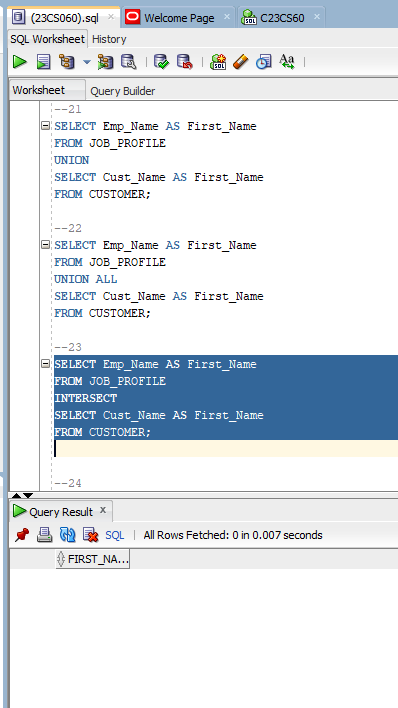 (23CS060).sql × Welcome Page × C23CS60 ×
SQL Worksheet History
Worksheet Query Builder
--21
SELECT Emp_Name AS First_Name
FROM JOB_PROFILE
UNION
SELECT Cust_Name AS First_Name
FROM CUSTOMER;
--22
SELECT Emp_Name AS First_Name
FROM JOB_PROFILE
UNION ALL
SELECT Cust_Name AS First_Name
FROM CUSTOMER;
--23
SELECT Emp_Name AS First_Name
FROM JOB_PROFILE
INTERSECT
SELECT Cust_Name AS First_Name
FROM CUSTOMER;
--24
Query Result x
SQL | All Rows Fetched: 0 in 0.007 seconds
FIRST_NA...